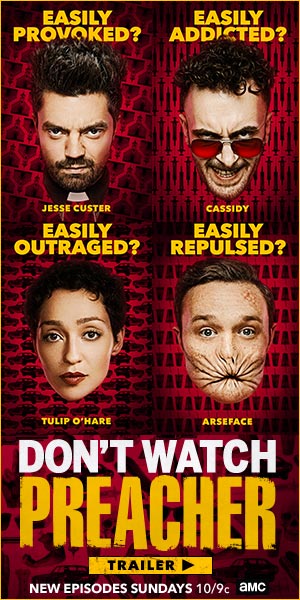 EASILY
PROVOKED?
EASILY
ADDICTED?
JESSE CUSTER
CASSIDY
EASILY
OUTRAGED?
EASILY
REPULSED?
TULIP O'HARE
ARSEFACE
DON'T WATCH
PREACHER
TRAILER
NEW EPISODES SUNDAYS 10/9c amc